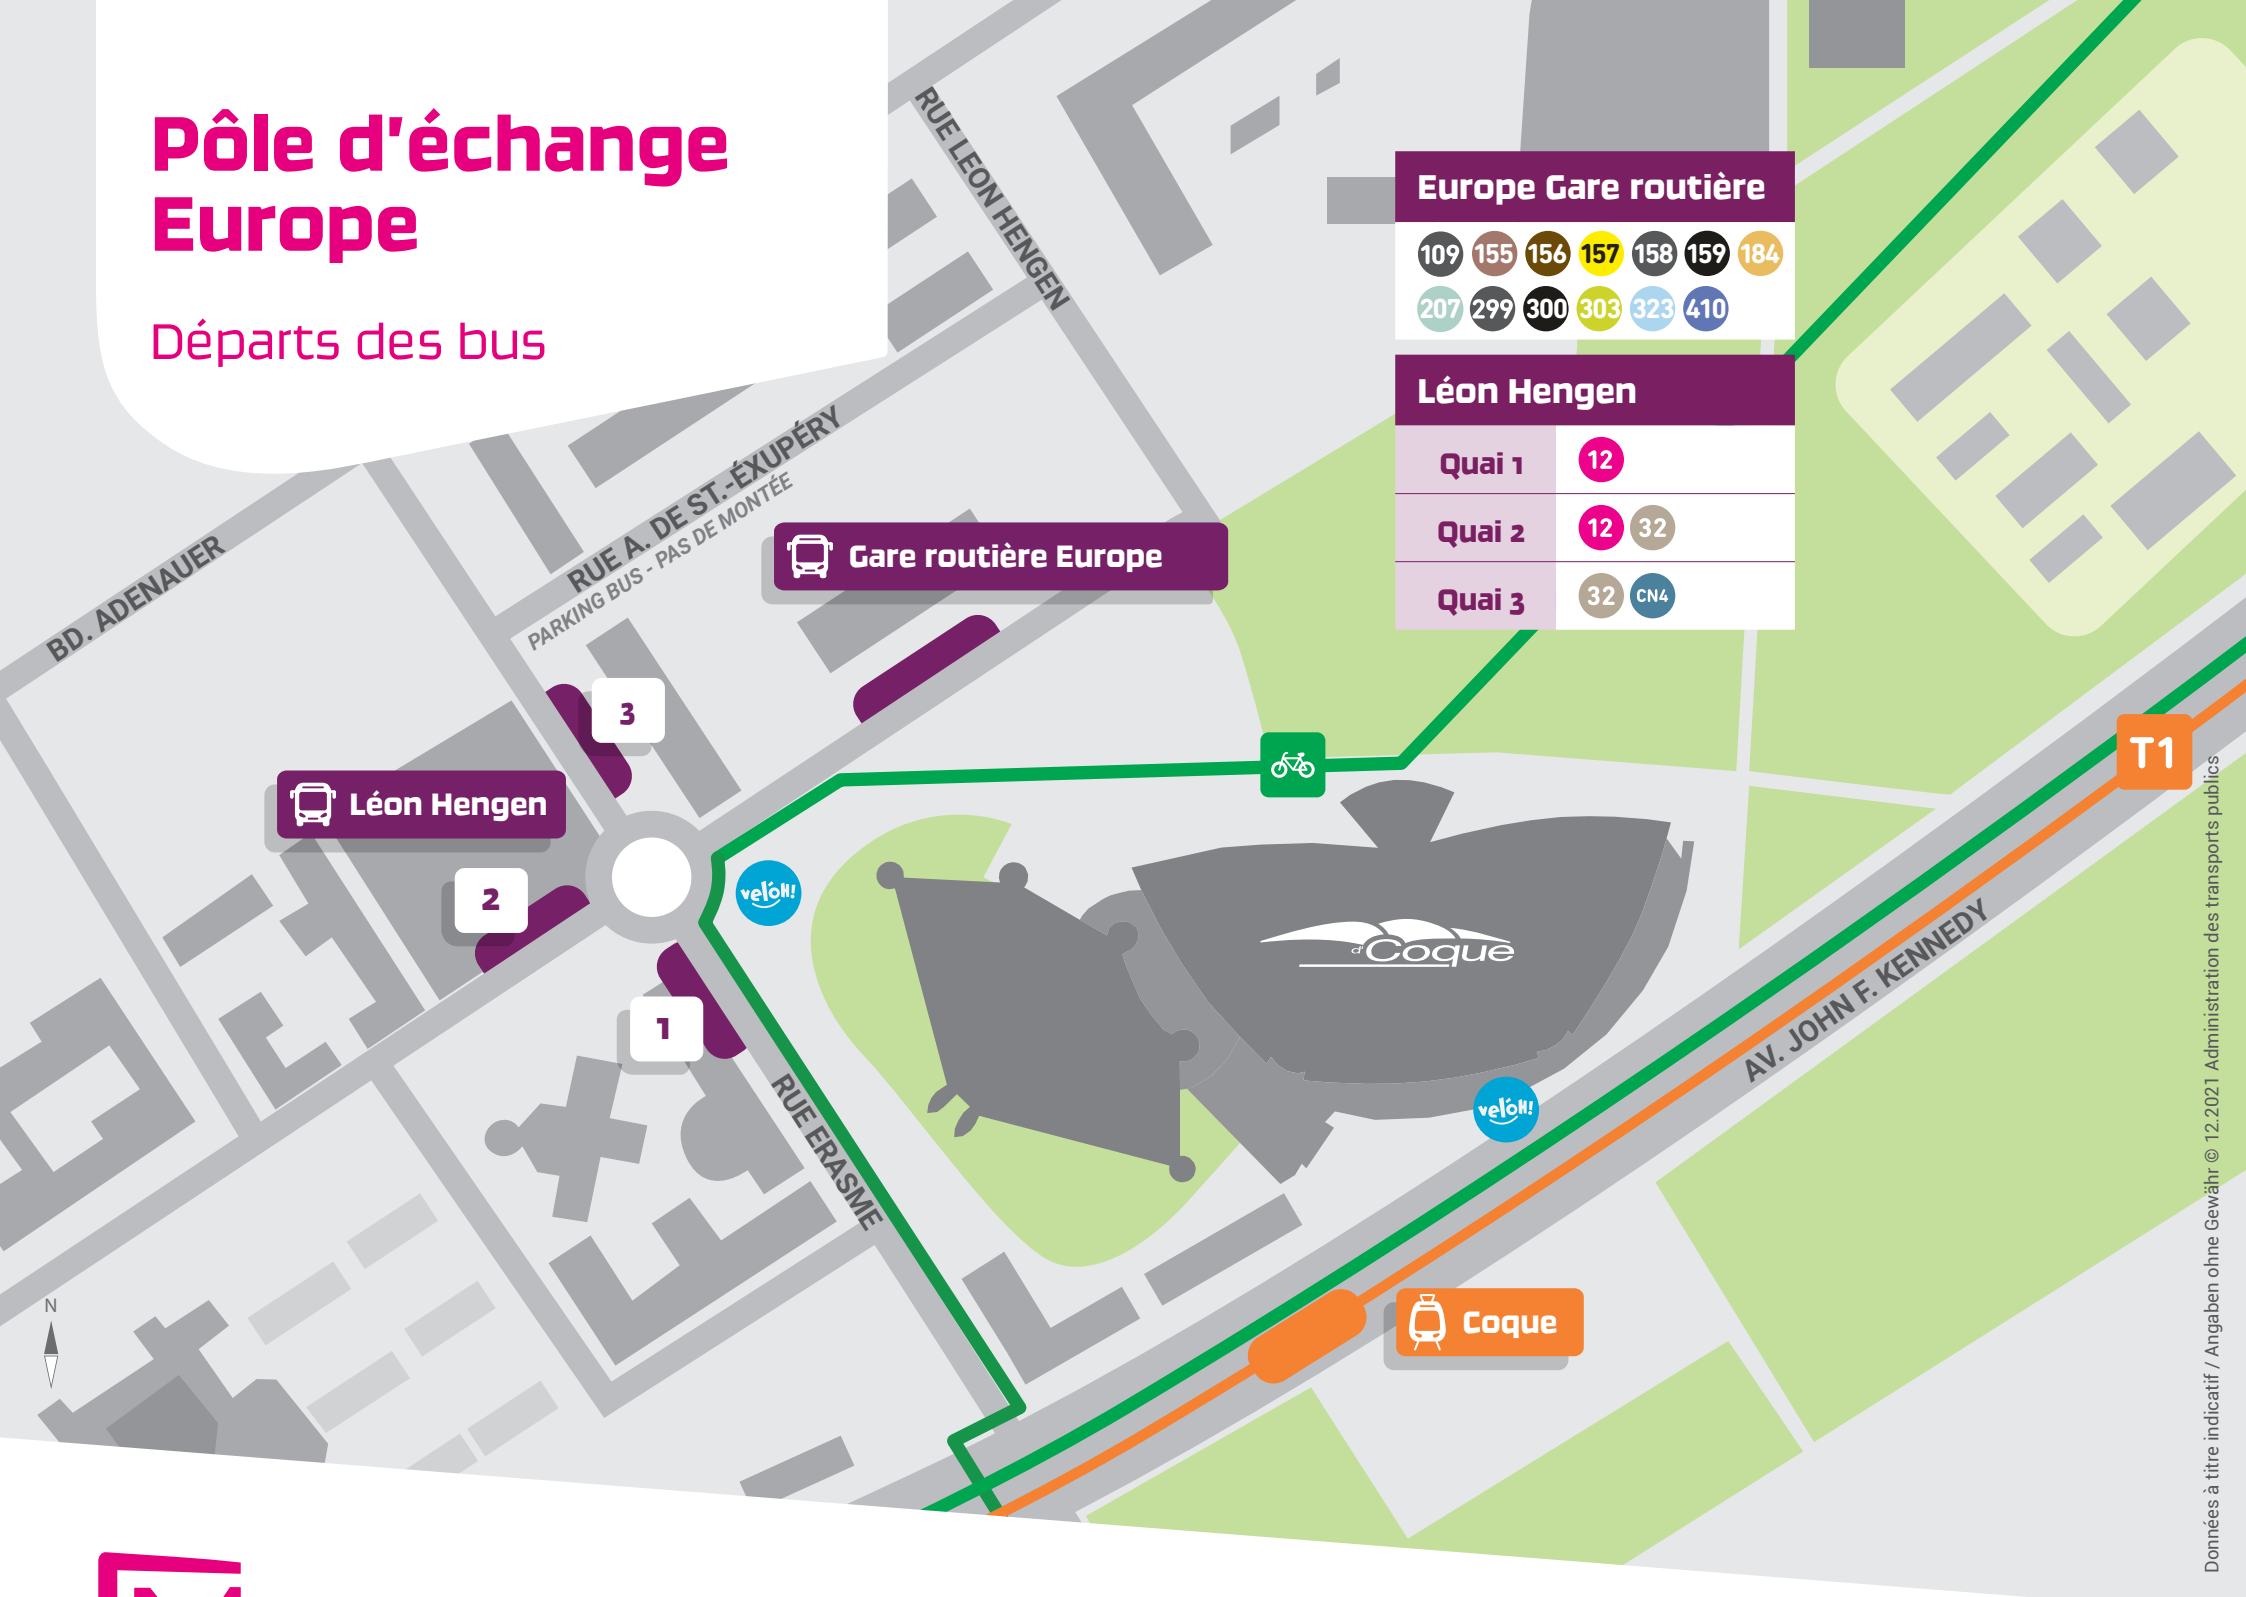 Pôle d'échange
Europe
Départs des bus
RUE LEON HENGEN
Europe Gare routière
109 155 156 157 158 159 184
207 299 300 303 323 410
Léon Hengen
Quai 1 12
Quai 2 12 32
Quai 3 32 CN4
BD. ADENAUER
RUE A. DE ST.-ÉXUPÉRY
PARKING BUS - PAS DE MONTÉE
Gare routière Europe
3
Léon Hengen
2
1
velóH!
d'Coque
T1
AV. JOHN F. KENNEDY
velóH!
RUE ERASME
Coque
N
Données à titre indicatif / Angaben ohne Gewähr © 12.2021 Administration des transports publics